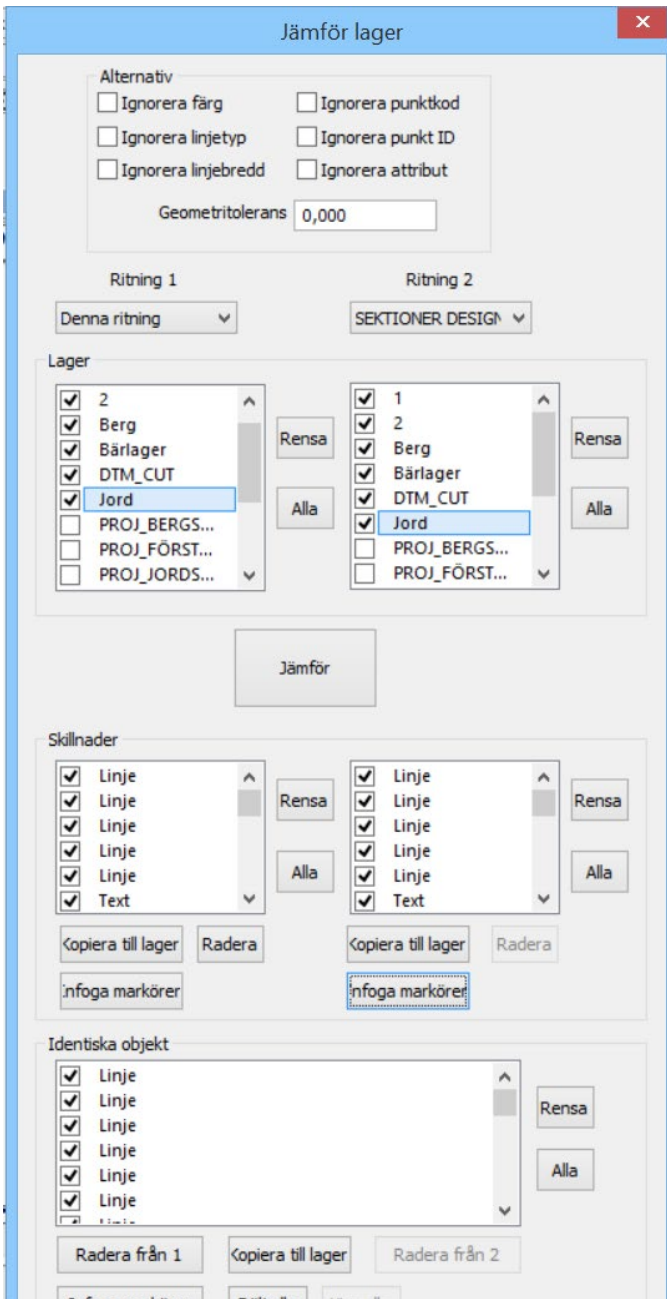 Jämför lager
Alternativ
Ignorera färg Ignorera punktkod
Ignorera linjetyp Ignorera punkt ID
Ignorera linjebredd Ignorera attribut
Geometritolerans 0,000
Ritning 1 Ritning 2
Denna ritning SEKTIONER DESIGN
Lager
2
Berg
Bärlager
DTM_CUT
Jord
PROJ_BERGS...
PROJ_FÖRST...
PROJ_JORDS...
Rensa
Alla
1
2
Berg
Bärlager
DTM_CUT
Jord
PROJ_BERGS...
PROJ_FÖRST...
Rensa
Alla
Jämför
Skillnader
Linje
Linje
Linje
Linje
Linje
Text
Rensa
Alla
Linje
Linje
Linje
Linje
Linje
Text
Rensa
Alla
Kopiera till lager Radera Kopiera till lager Radera
nfoga markörer nfoga markörer
Identiska objekt
Linje
Linje
Linje
Linje
Linje
Linje
Rensa
Alla
Radera från 1 Kopiera till lager Radera från 2